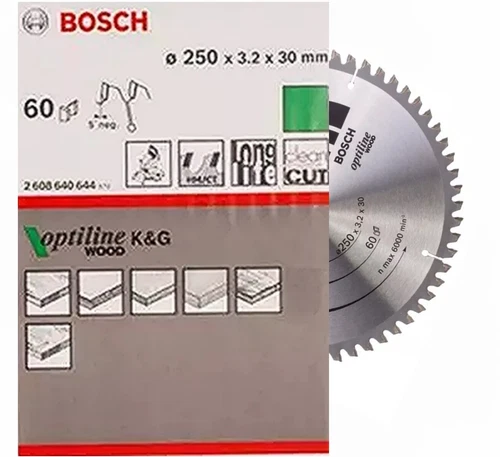 BOSCH
ø 250 x 3.2 x 30 mm
60
5° neg.
long
life
clean
CUT
2 608 640 644
optiline
WOOD K&G
BOSCH
optiline
WOOD
ø250 x 3,2 x 30
60
n max 6000 min⁻¹